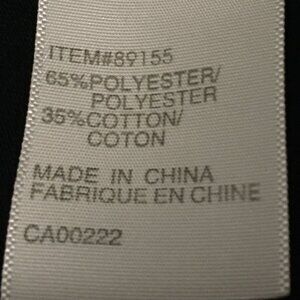 ITEM#89155
65%POLYESTER/
POLYESTER
35%COTTON/
COTON
MADE IN CHINA
FABRIQUE EN CHINE
CA00222